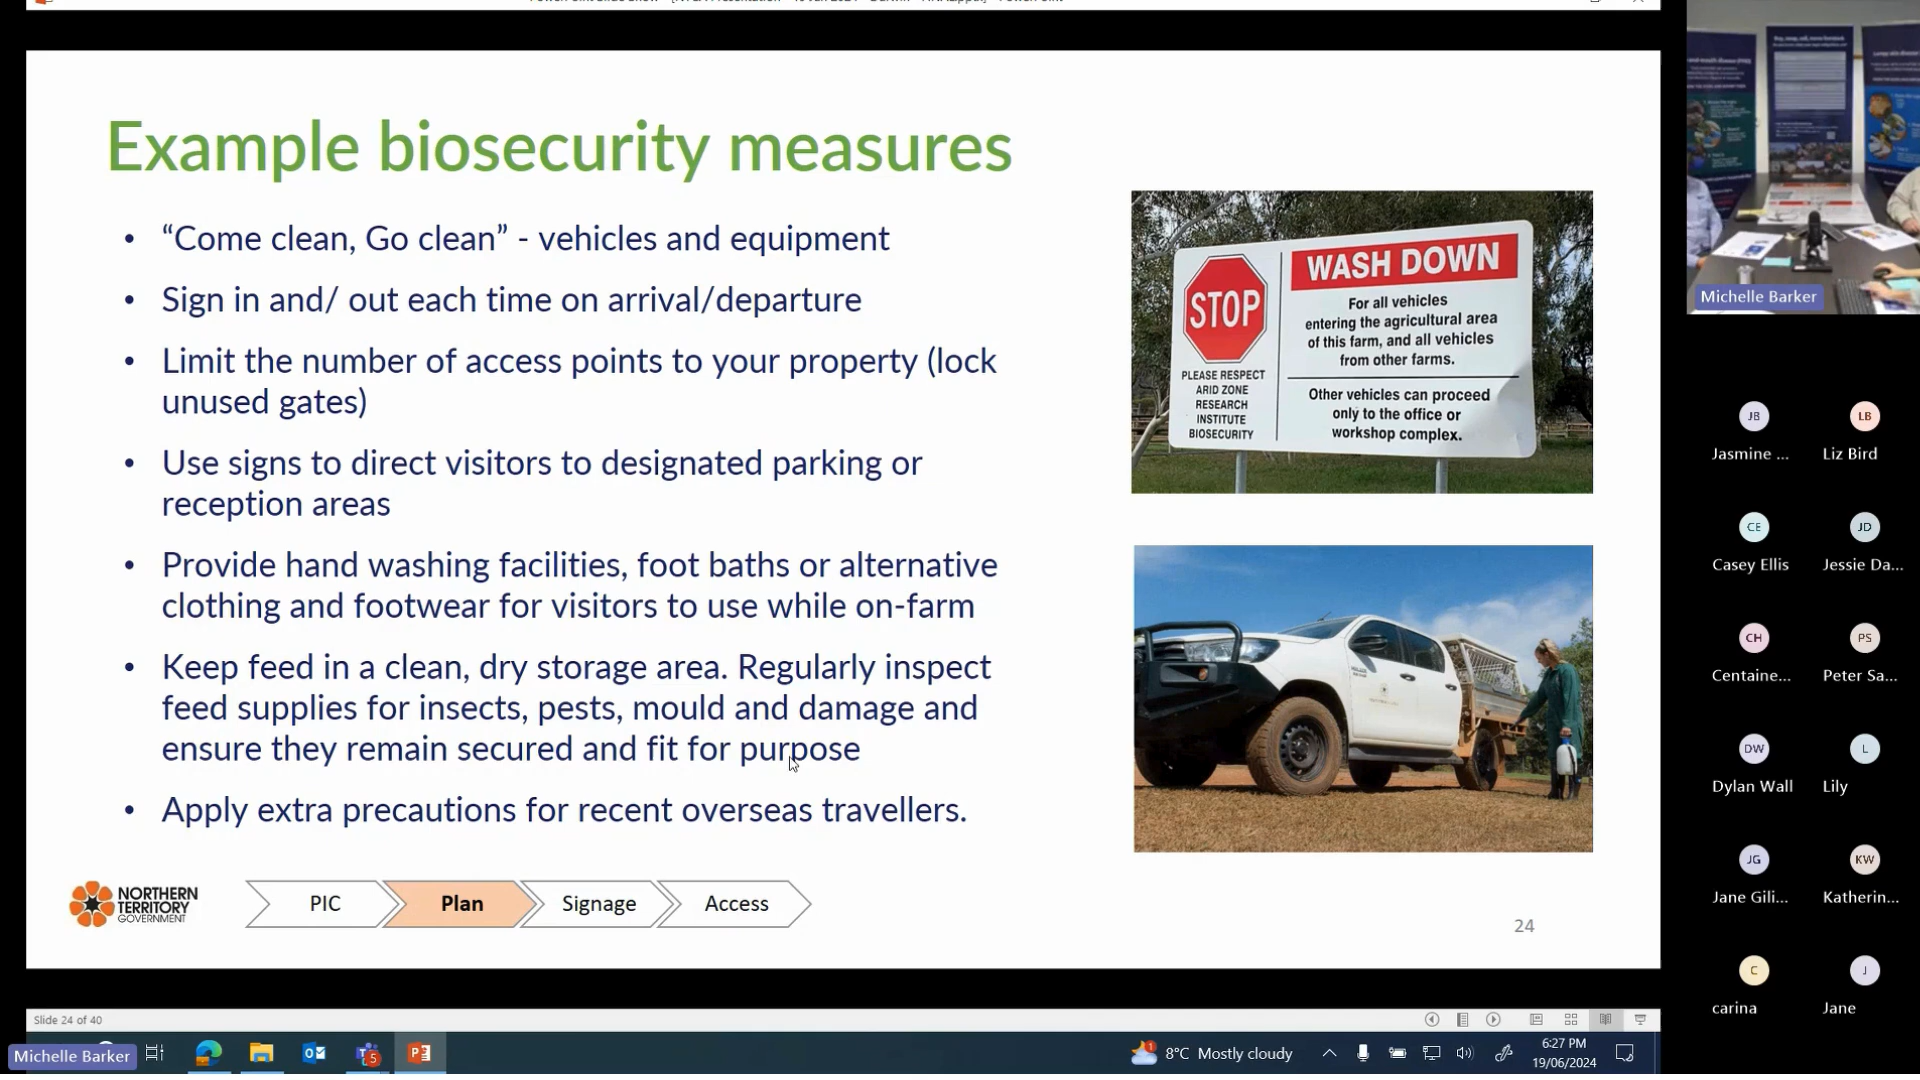 Example biosecurity measures
• “Come clean, Go clean” - vehicles and equipment
• Sign in and/ out each time on arrival/departure
• Limit the number of access points to your property (lock
unused gates)
• Use signs to direct visitors to designated parking or
reception areas
• Provide hand washing facilities, foot baths or alternative
clothing and footwear for visitors to use while on-farm
• Keep feed in a clean, dry storage area. Regularly inspect
feed supplies for insects, pests, mould and damage and
ensure they remain secured and fit for purpose
• Apply extra precautions for recent overseas travellers.
STOP
PLEASE RESPECT
ARID ZONE
RESEARCH
INSTITUTE
BIOSECURITY
WASH DOWN
For all vehicles
entering the agricultural area
of this farm, and all vehicles
from other farms.
Other vehicles can proceed
only to the office or
workshop complex.
NORTHERN
TERRITORY
GOVERNMENT
PIC
Plan
Signage
Access
24
Michelle Barker
JB
LB
Jasmine ...
Liz Bird
CE
JD
Casey Ellis
Jessie Da...
CH
PS
Centaine...
Peter Sa...
DW
L
Dylan Wall
Lily
JG
KW
Jane Gili...
Katherin...
C
J
carina
Jane
Slide 24 of 40
Michelle Barker
5
1
8°C Mostly cloudy
6:27 PM
19/06/2024